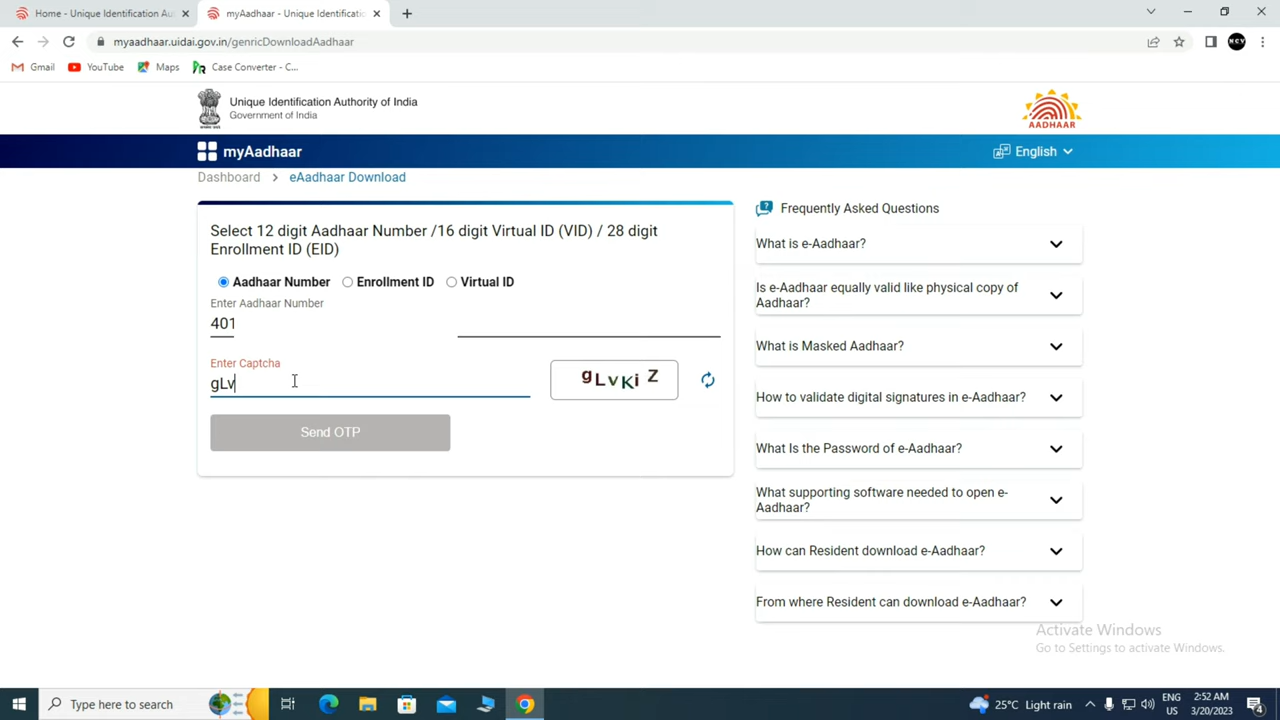 Home - Unique Identification Au
myAadhaar - Unique Identificatio
myaadhaar.uidai.gov.in/genricDownloadAadhaar
Gmail
YouTube
Maps
Case Converter - C...
NCV
Unique Identification Authority of India
Government of India
AADHAAR
myAadhaar
English
Dashboard > eAadhaar Download
Select 12 digit Aadhaar Number /16 digit Virtual ID (VID) / 28 digit
Enrollment ID (EID)
Aadhaar Number
Enrollment ID
Virtual ID
Enter Aadhaar Number
401
Enter Captcha
gLv
gLvKiZ
Send OTP
Frequently Asked Questions
What is e-Aadhaar?
Is e-Aadhaar equally valid like physical copy of
Aadhaar?
What is Masked Aadhaar?
How to validate digital signatures in e-Aadhaar?
What Is the Password of e-Aadhaar?
What supporting software needed to open e-
Aadhaar?
How can Resident download e-Aadhaar?
From where Resident can download e-Aadhaar?
Activate Windows
Go to Settings to activate Windows.
Type here to search
25°C Light rain
ENG
US
2:52 AM
3/20/2023
4